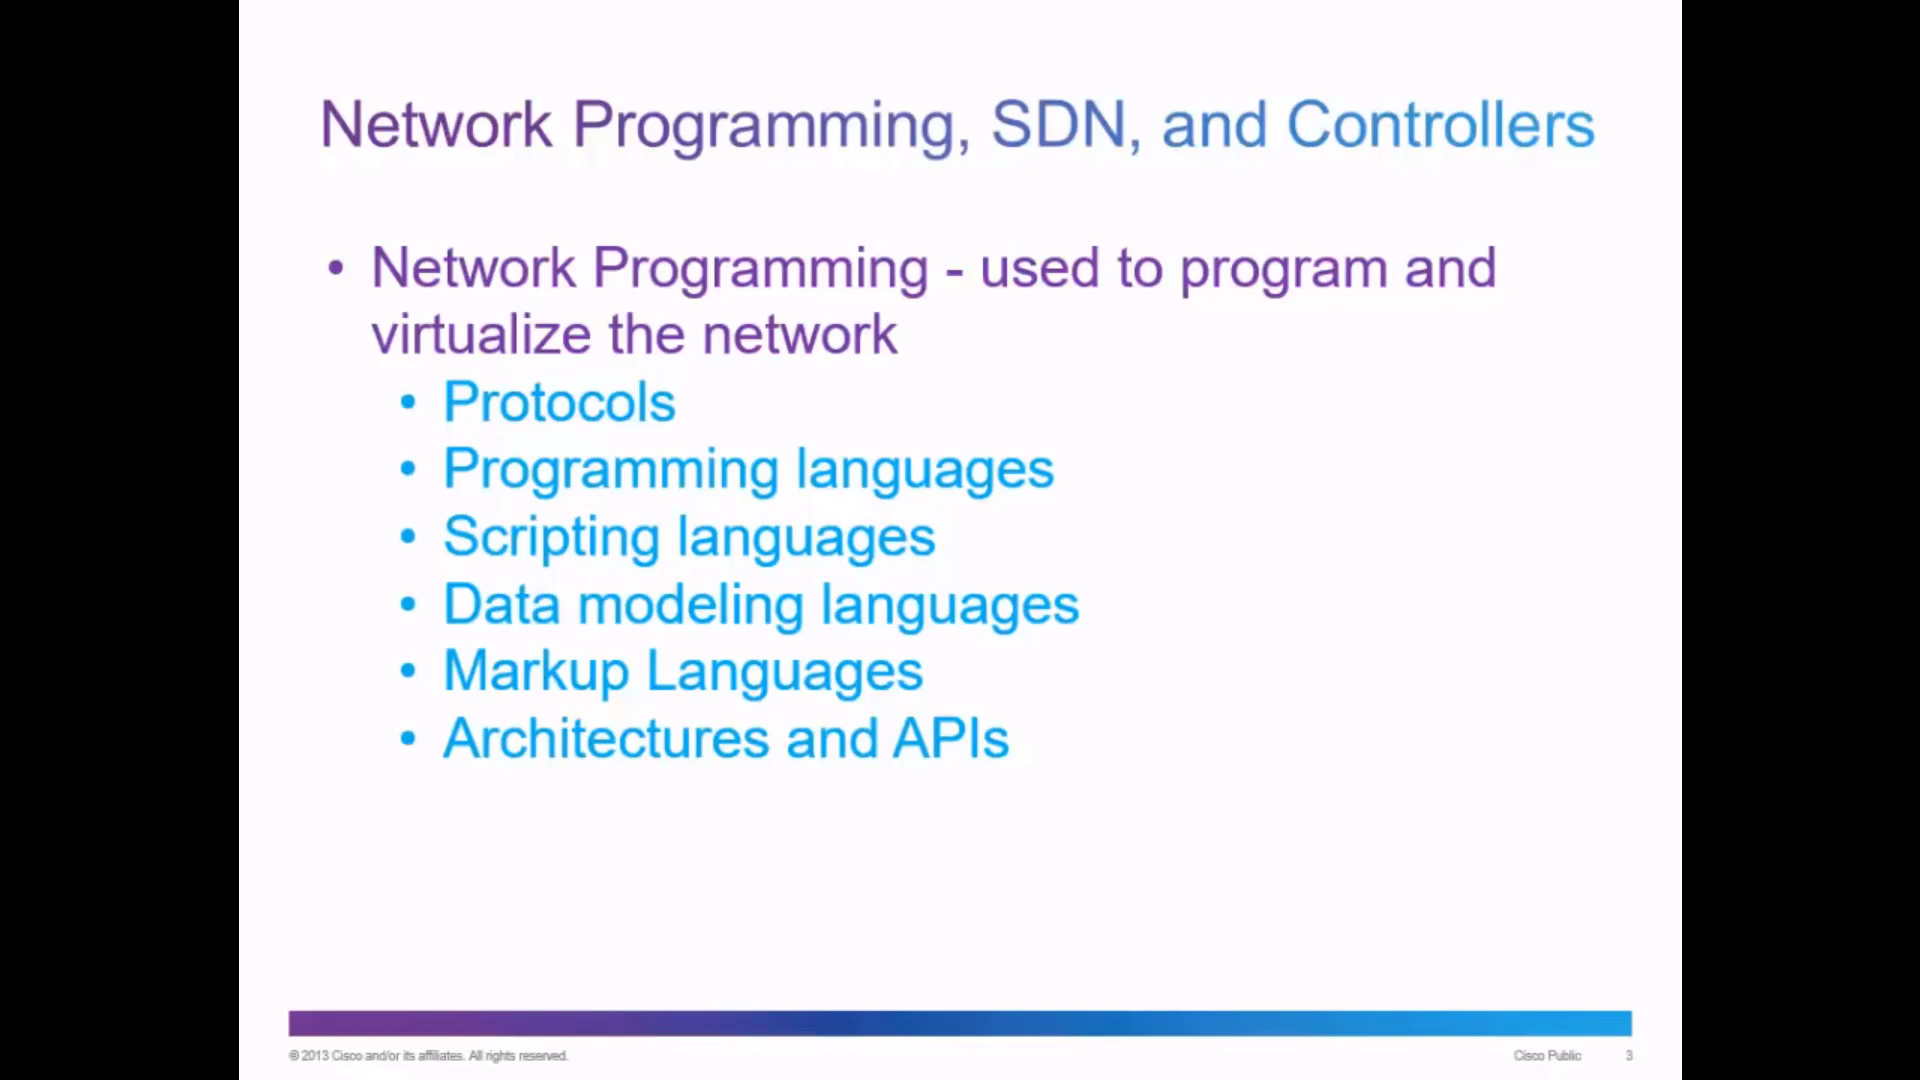 Network Programming, SDN, and Controllers
• Network Programming - used to program and
virtualize the network
• Protocols
• Programming languages
• Scripting languages
• Data modeling languages
• Markup Languages
• Architectures and APIs
© 2013 Cisco and/or its affiliates. All rights reserved.
Cisco Public 3